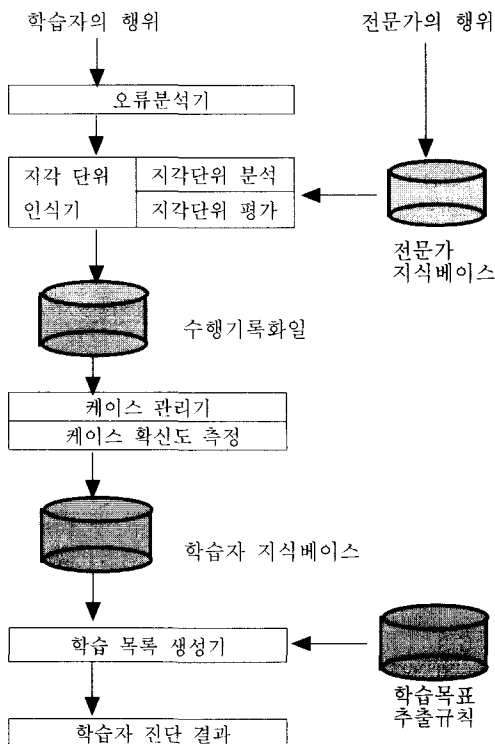 학습자의 행위
전문가의 행위
오류분석기
지각 단위
인식기
지각단위 분석
지각단위 평가
전문가
지식베이스
수행기록화일
케이스 관리기
케이스 확신도 측정
학습자 지식베이스
학습 목록 생성기
학습목표
추출규칙
학습자 진단 결과